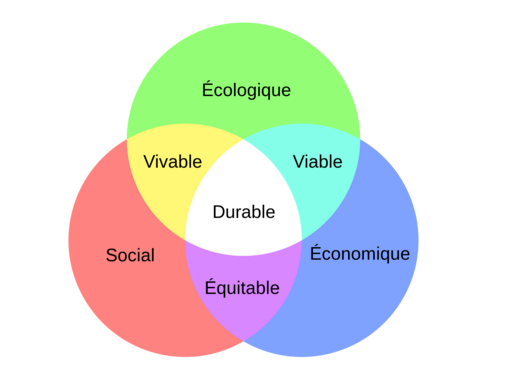 Écologique
Vivable
Viable
Durable
Social
Économique
Équitable